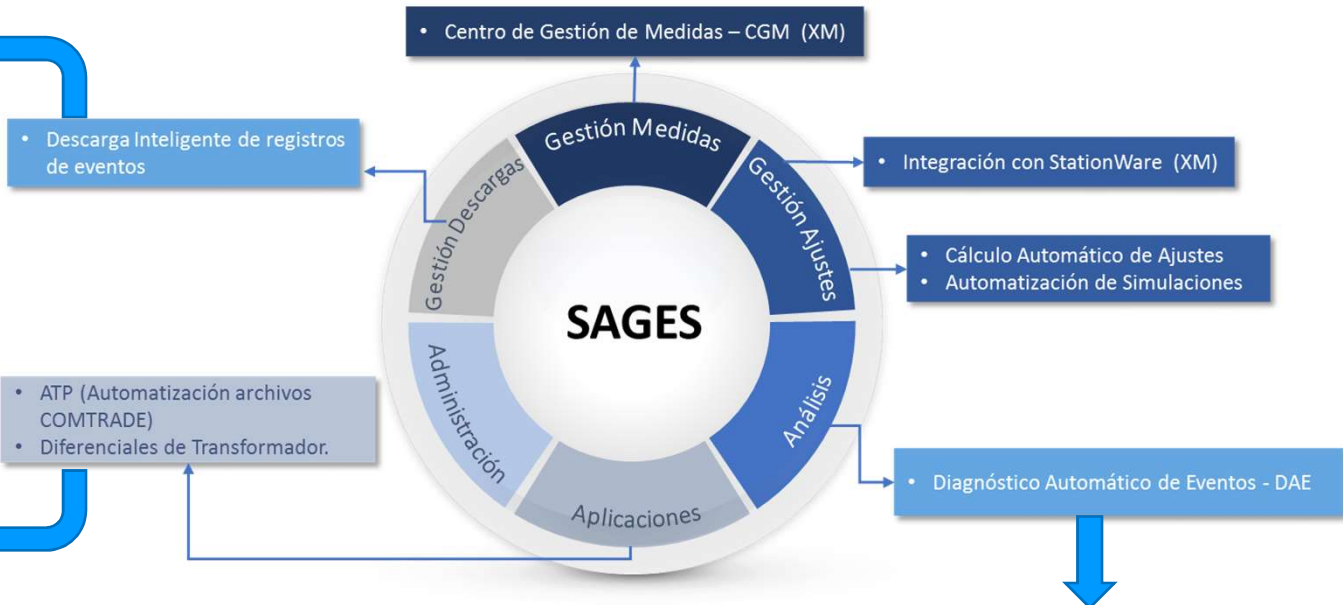 • Centro de Gestión de Medidas – CGM (XM)
• Descarga Inteligente de registros
de eventos
Gestión Medidas
• Integración con StationWare (XM)
Gestión Descargas
Gestión Ajustes
• Cálculo Automático de Ajustes
• Automatización de Simulaciones
SAGES
Administración
Análisis
• ATP (Automatización archivos
COMTRADE)
• Diferenciales de Transformador.
• Diagnóstico Automático de Eventos - DAE
Aplicaciones